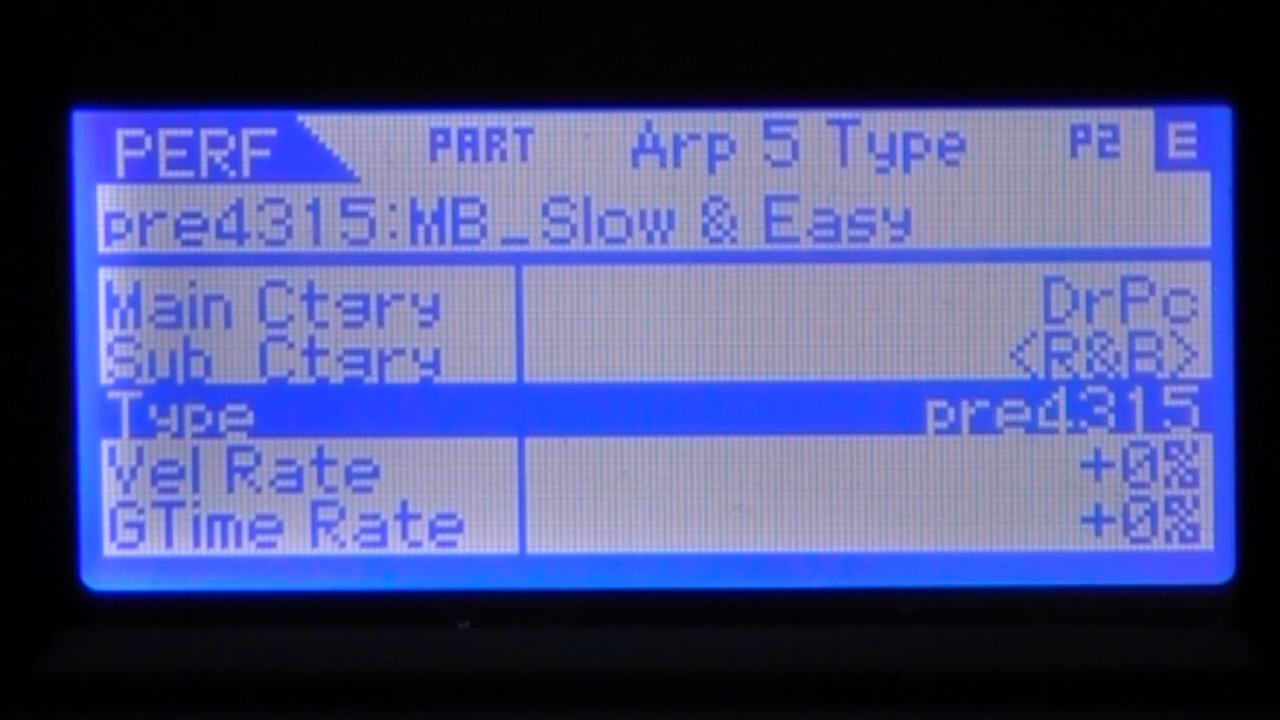 PERF PART Arp 5 Type P2 E
pre4315:MB_Slow & Easy
Main Ctgry DrPc
Sub Ctgry <R&B>
Type pre4315
Vel Rate +0%
GTime Rate +0%